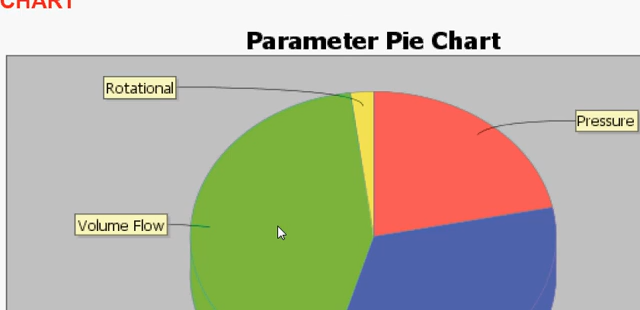 CHART
Parameter Pie Chart
Rotational
Pressure
Volume Flow